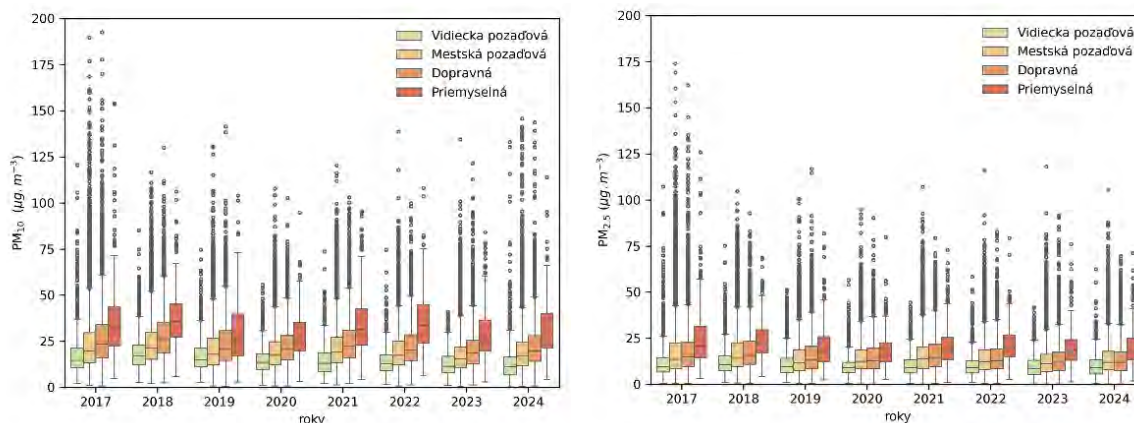 200
175
150
125
100
75
50
25
0
PM10 (µg.m−3)
Vidiecka pozaďová
Mestská pozaďová
Dopravná
Priemyselná
2017 2018 2019 2020 2021 2022 2023 2024
roky
200
175
150
125
100
75
50
25
0
PM2.5 (µg.m−3)
Vidiecka pozaďová
Mestská pozaďová
Dopravná
Priemyselná
2017 2018 2019 2020 2021 2022 2023 2024
roky